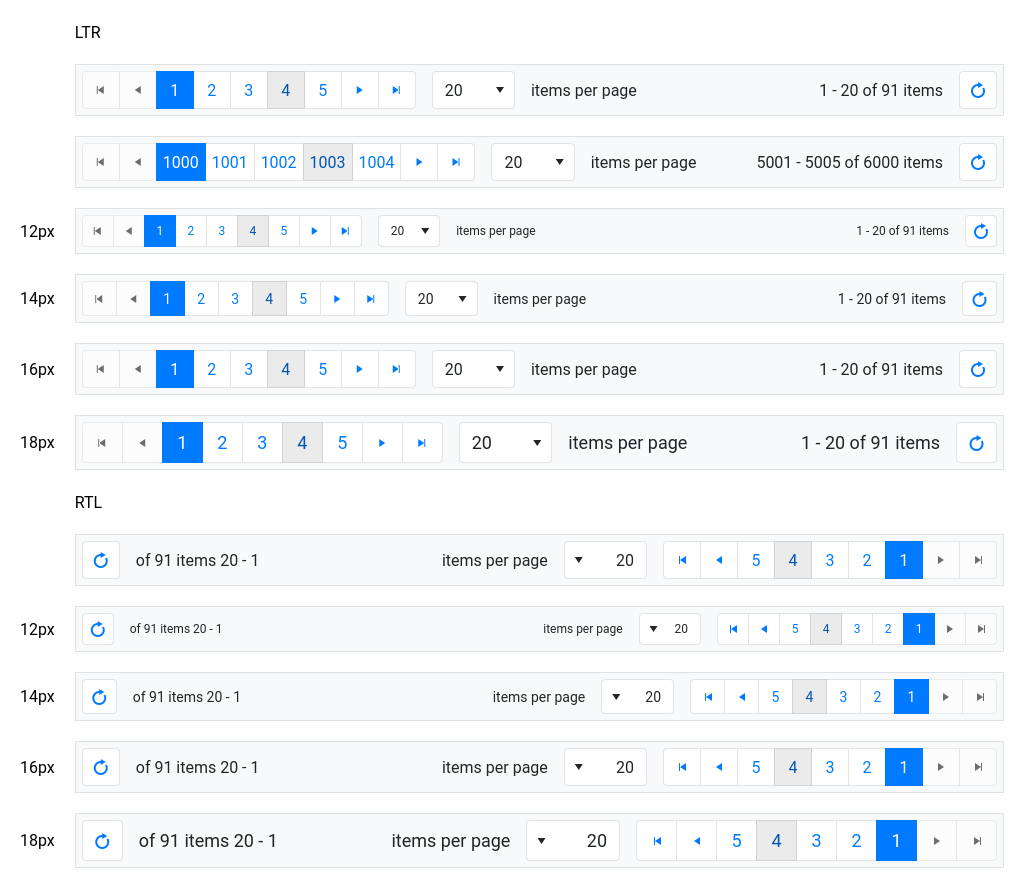 LTR
1 2 3 4 5 20 items per page 1 - 20 of 91 items
1000 1001 1002 1003 1004 20 items per page 5001 - 5005 of 6000 items
12px 1 2 3 4 5 20 items per page 1 - 20 of 91 items
14px 1 2 3 4 5 20 items per page 1 - 20 of 91 items
16px 1 2 3 4 5 20 items per page 1 - 20 of 91 items
18px 1 2 3 4 5 20 items per page 1 - 20 of 91 items
RTL
of 91 items 20 - 1 items per page 20 5 4 3 2 1
12px of 91 items 20 - 1 items per page 20 5 4 3 2 1
14px of 91 items 20 - 1 items per page 20 5 4 3 2 1
16px of 91 items 20 - 1 items per page 20 5 4 3 2 1
18px of 91 items 20 - 1 items per page 20 5 4 3 2 1